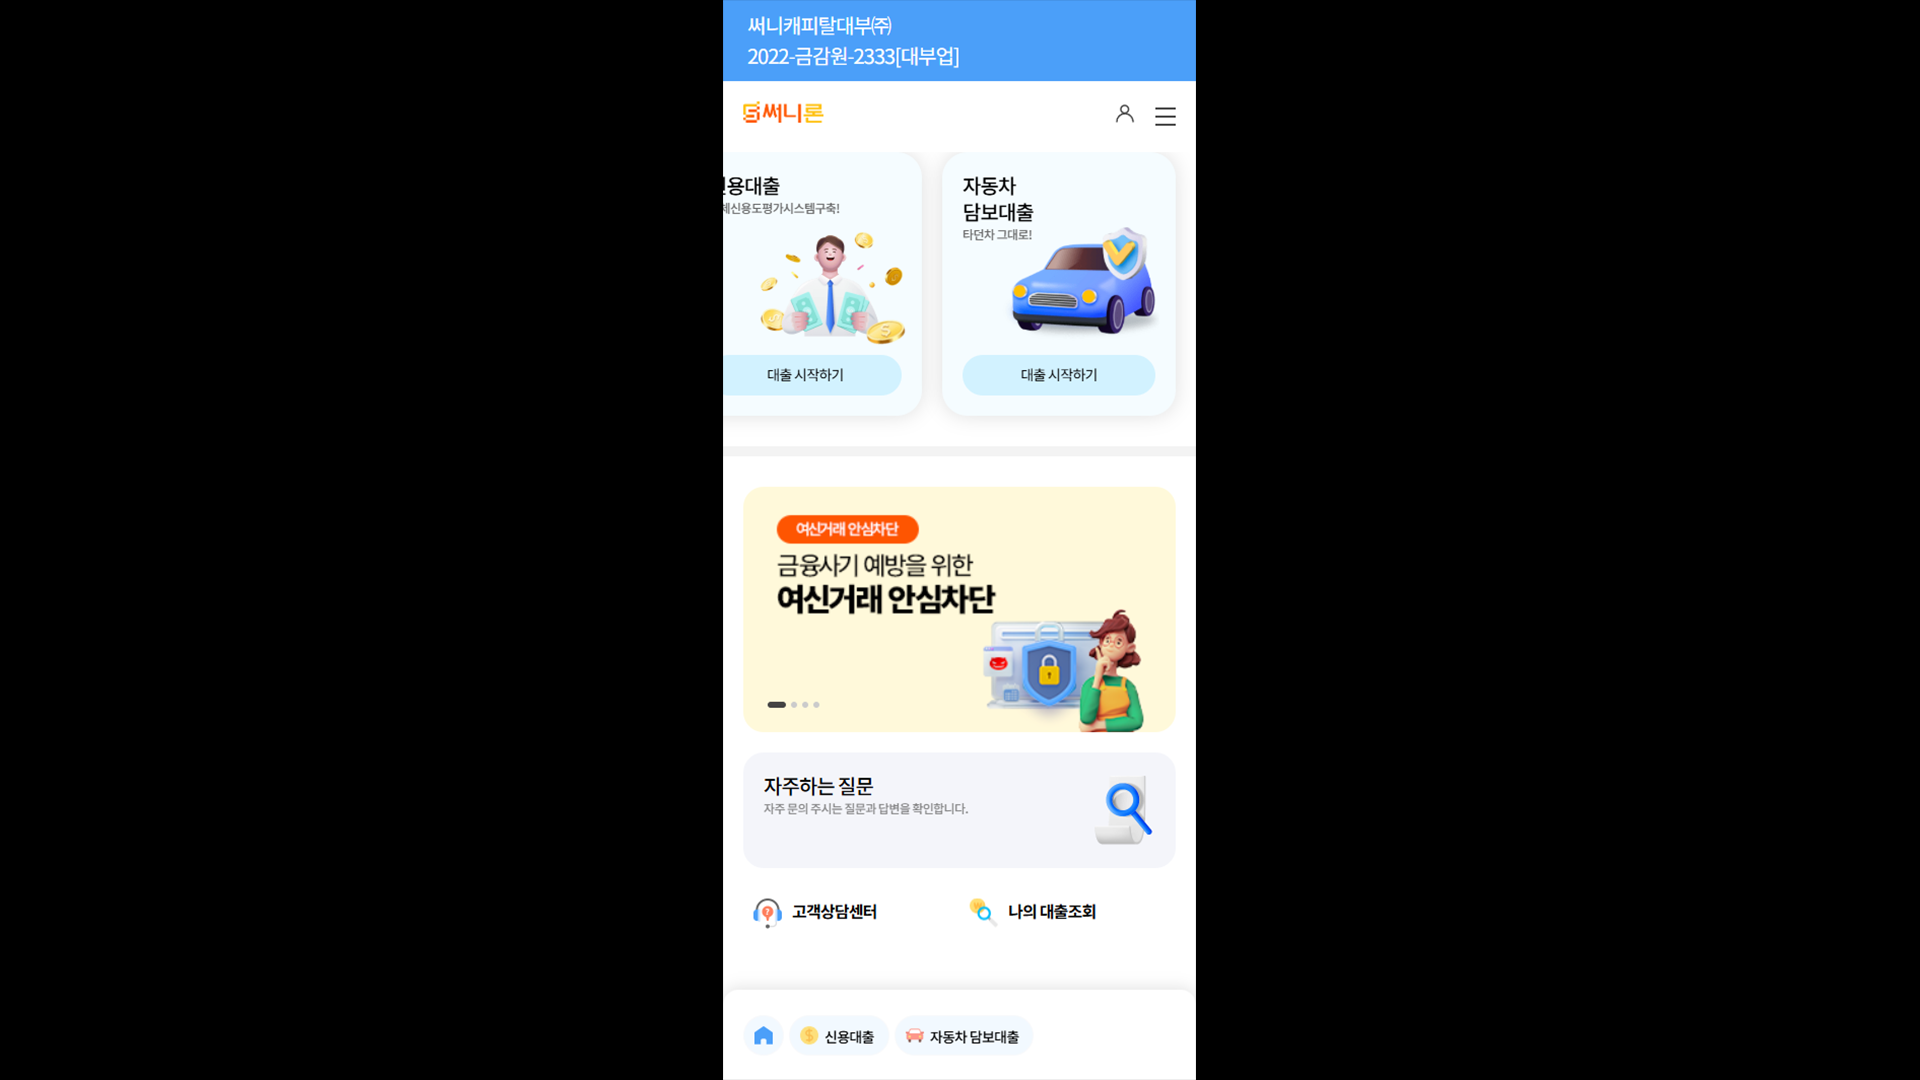 써니캐피탈대부㈜
2022-금감원-2333[대부업]
써니론
용대출
신용도평가시스템구축!
대출 시작하기
자동차
담보대출
타던차 그대로!
대출 시작하기
여신거래 안심차단
금융사기 예방을 위한
여신거래 안심차단
자주하는 질문
자주 문의 주시는 질문과 답변을 확인합니다.
고객상담센터
나의 대출조회
신용대출
자동차 담보대출